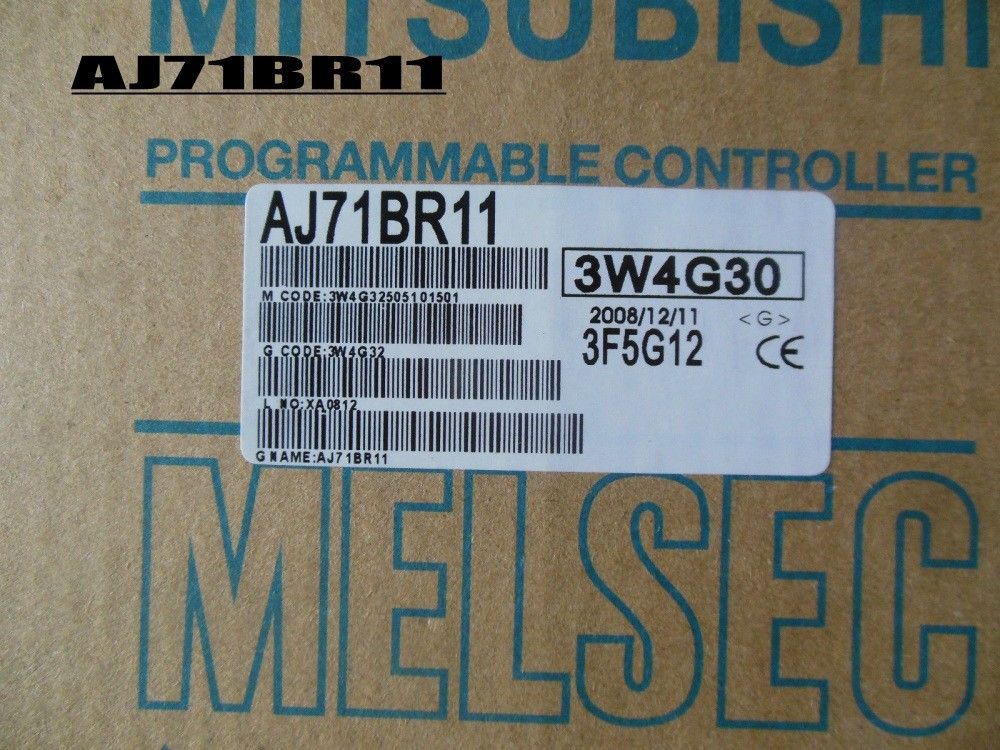 MITSUBISHI
AJ71BR11
PROGRAMMABLE CONTROLLER
AJ71BR11
M CODE:3W4G32505101501
G CODE:3W4G32
L NO:XA0812
G NAME:AJ71BR11
3W4G30
2008/12/11 <G>
3F5G12 CE
MELSEC